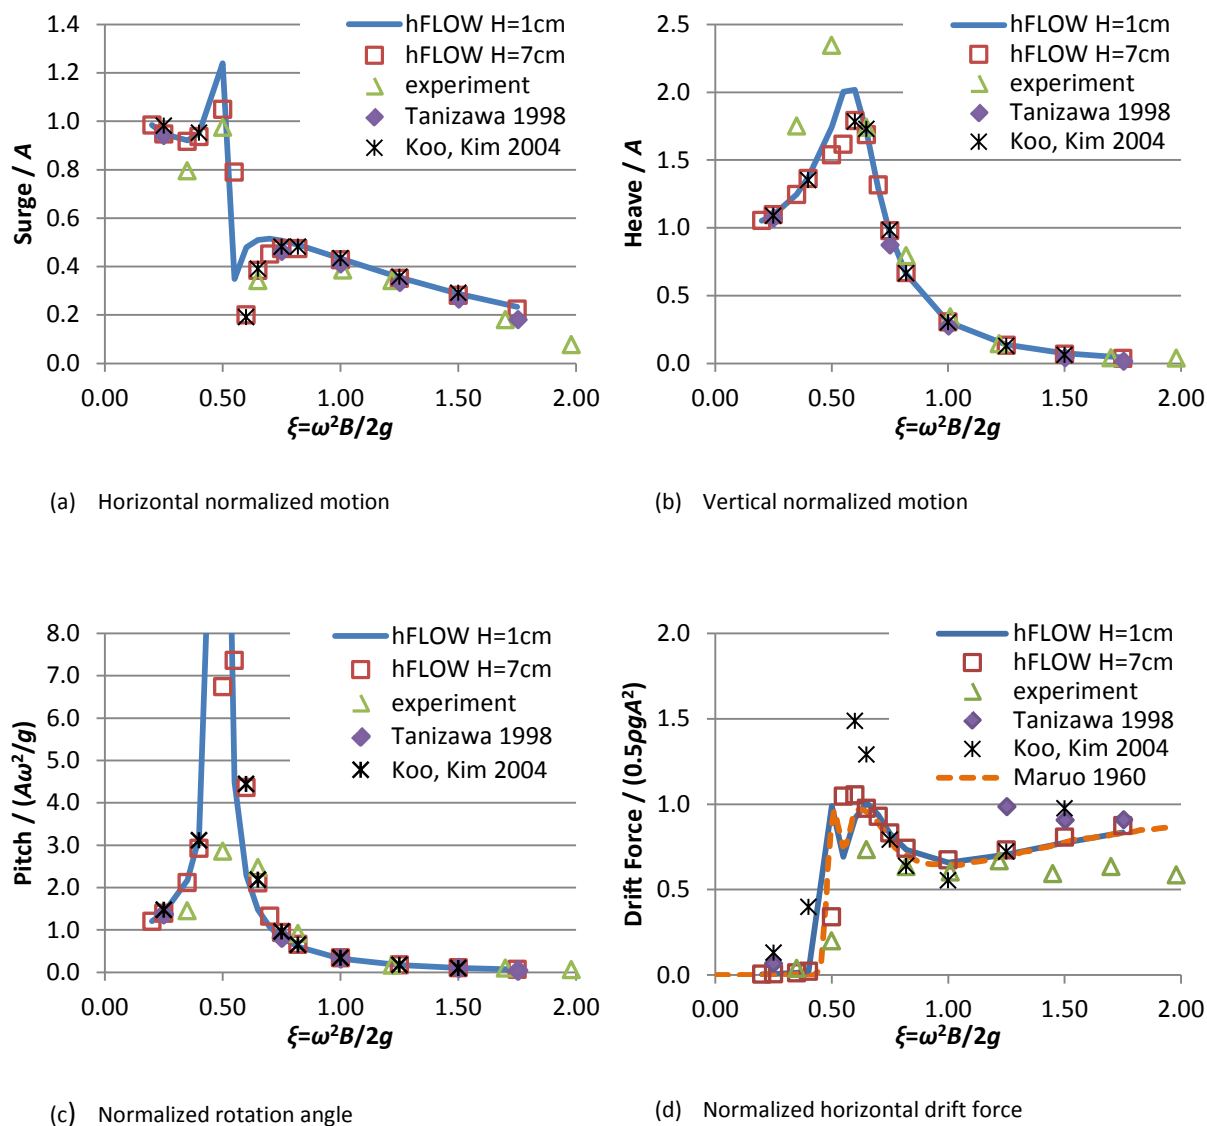 1.4
1.2
1.0
0.8
0.6
0.4
0.2
0.0
Surge / A
hFLOW H=1cm
hFLOW H=7cm
experiment
Tanizawa 1998
Koo, Kim 2004
0.00 0.50 1.00 1.50 2.00
ξ=ω²B/2g
(a) Horizontal normalized motion
2.5
2.0
1.5
1.0
0.5
0.0
Heave / A
hFLOW H=1cm
hFLOW H=7cm
experiment
Tanizawa 1998
Koo, Kim 2004
0.00 0.50 1.00 1.50 2.00
ξ=ω²B/2g
(b) Vertical normalized motion
8.0
7.0
6.0
5.0
4.0
3.0
2.0
1.0
0.0
Pitch / (Aω²/g)
hFLOW H=1cm
hFLOW H=7cm
experiment
Tanizawa 1998
Koo, Kim 2004
0.00 0.50 1.00 1.50 2.00
ξ=ω²B/2g
(c) Normalized rotation angle
2.0
1.5
1.0
0.5
0.0
Drift Force / (0.5ρgA²)
hFLOW H=1cm
hFLOW H=7cm
experiment
Tanizawa 1998
Koo, Kim 2004
Maruo 1960
0.00 0.50 1.00 1.50 2.00
ξ=ω²B/2g
(d) Normalized horizontal drift force